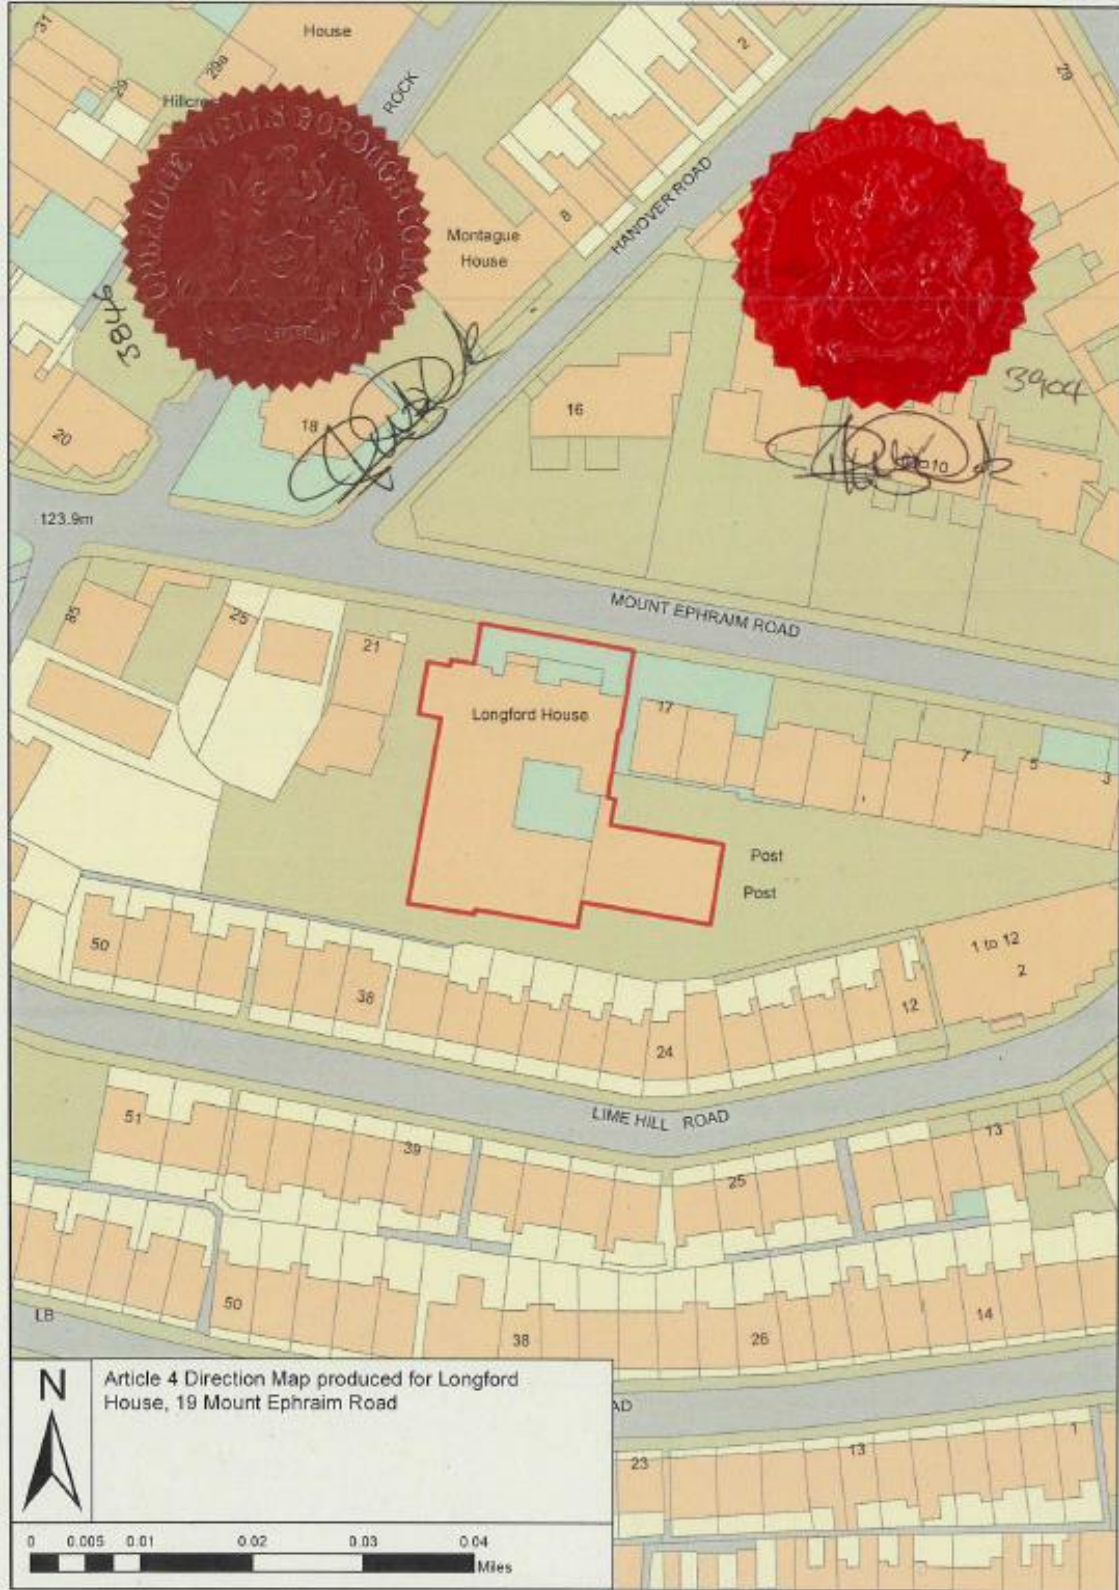 House
31
29
29a
Hillcre
ROCK
2
29
TUNBRIDGE WELLS BOROUGH COUNCIL
Montague
House
8
HANOVER ROAD
20
18
16
3904
123.9m
MOUNT EPHRAIM ROAD
85
25
21
Longford House
17
7
5
3
Post
Post
50
38
24
12
1 to 12
2
LIME HILL ROAD
51
39
25
13
50
LB
38
26
14
N
Article 4 Direction Map produced for Longford
House, 19 Mount Ephraim Road
AD
23
13
1
0 0.005 0.01 0.02 0.03 0.04
Miles